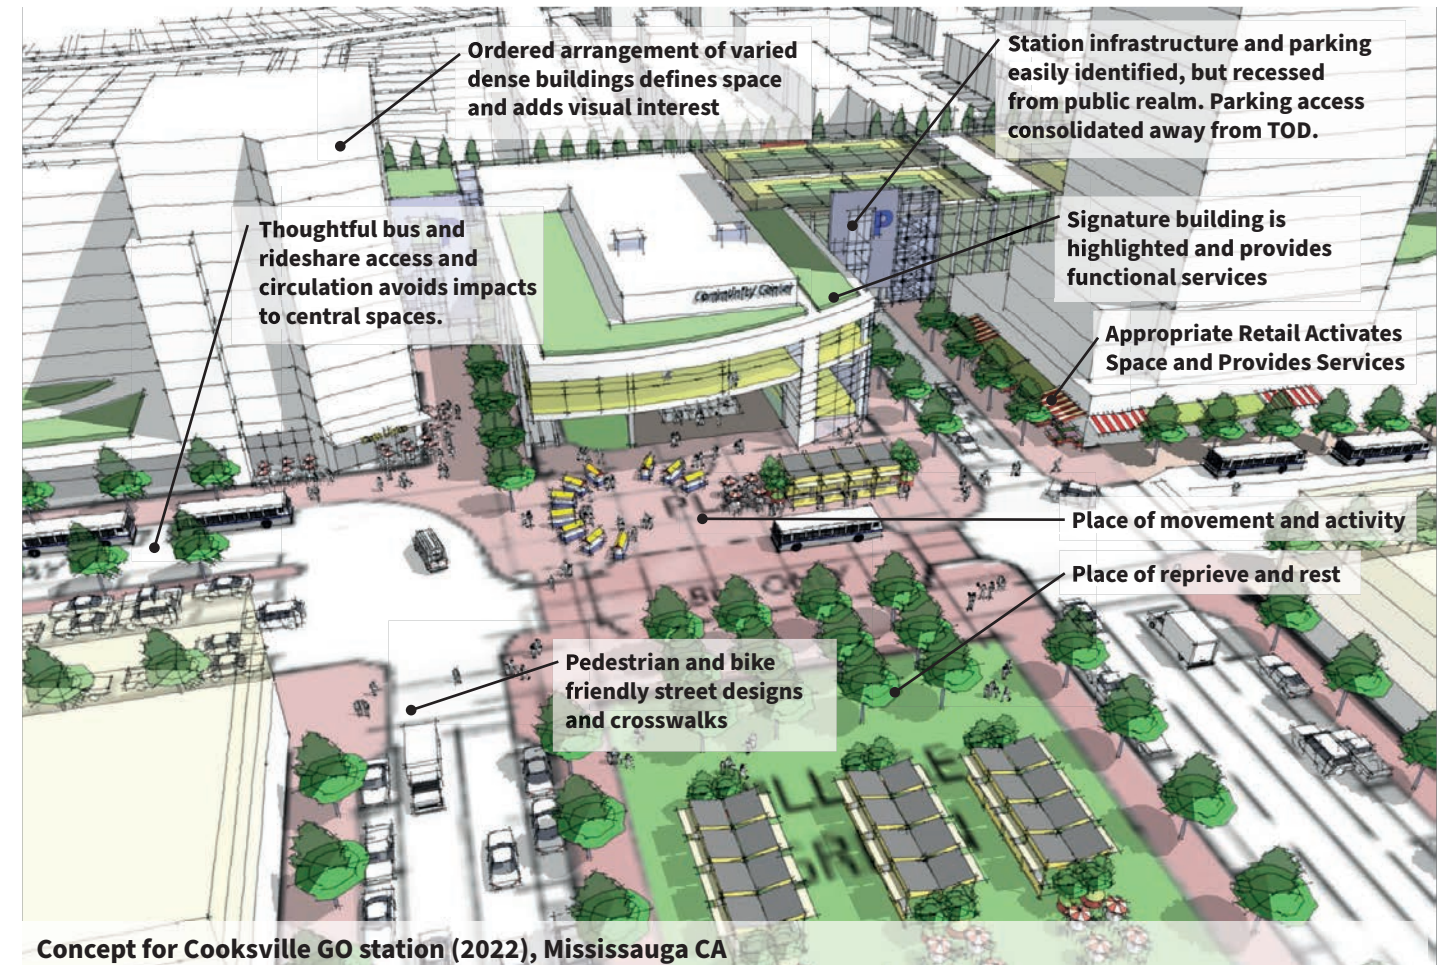 Ordered arrangement of varied
dense buildings defines space
and adds visual interest
Station infrastructure and parking
easily identified, but recessed
from public realm. Parking access
consolidated away from TOD.
Thoughtful bus and
rideshare access and
circulation avoids impacts
to central spaces.
Signature building is
highlighted and provides
functional services
P
Community Center
Appropriate Retail Activates
Space and Provides Services
Place of movement and activity
Place of reprieve and rest
BUS ONLY
Pedestrian and bike
friendly street designs
and crosswalks
Concept for Cooksville GO station (2022), Mississauga CA